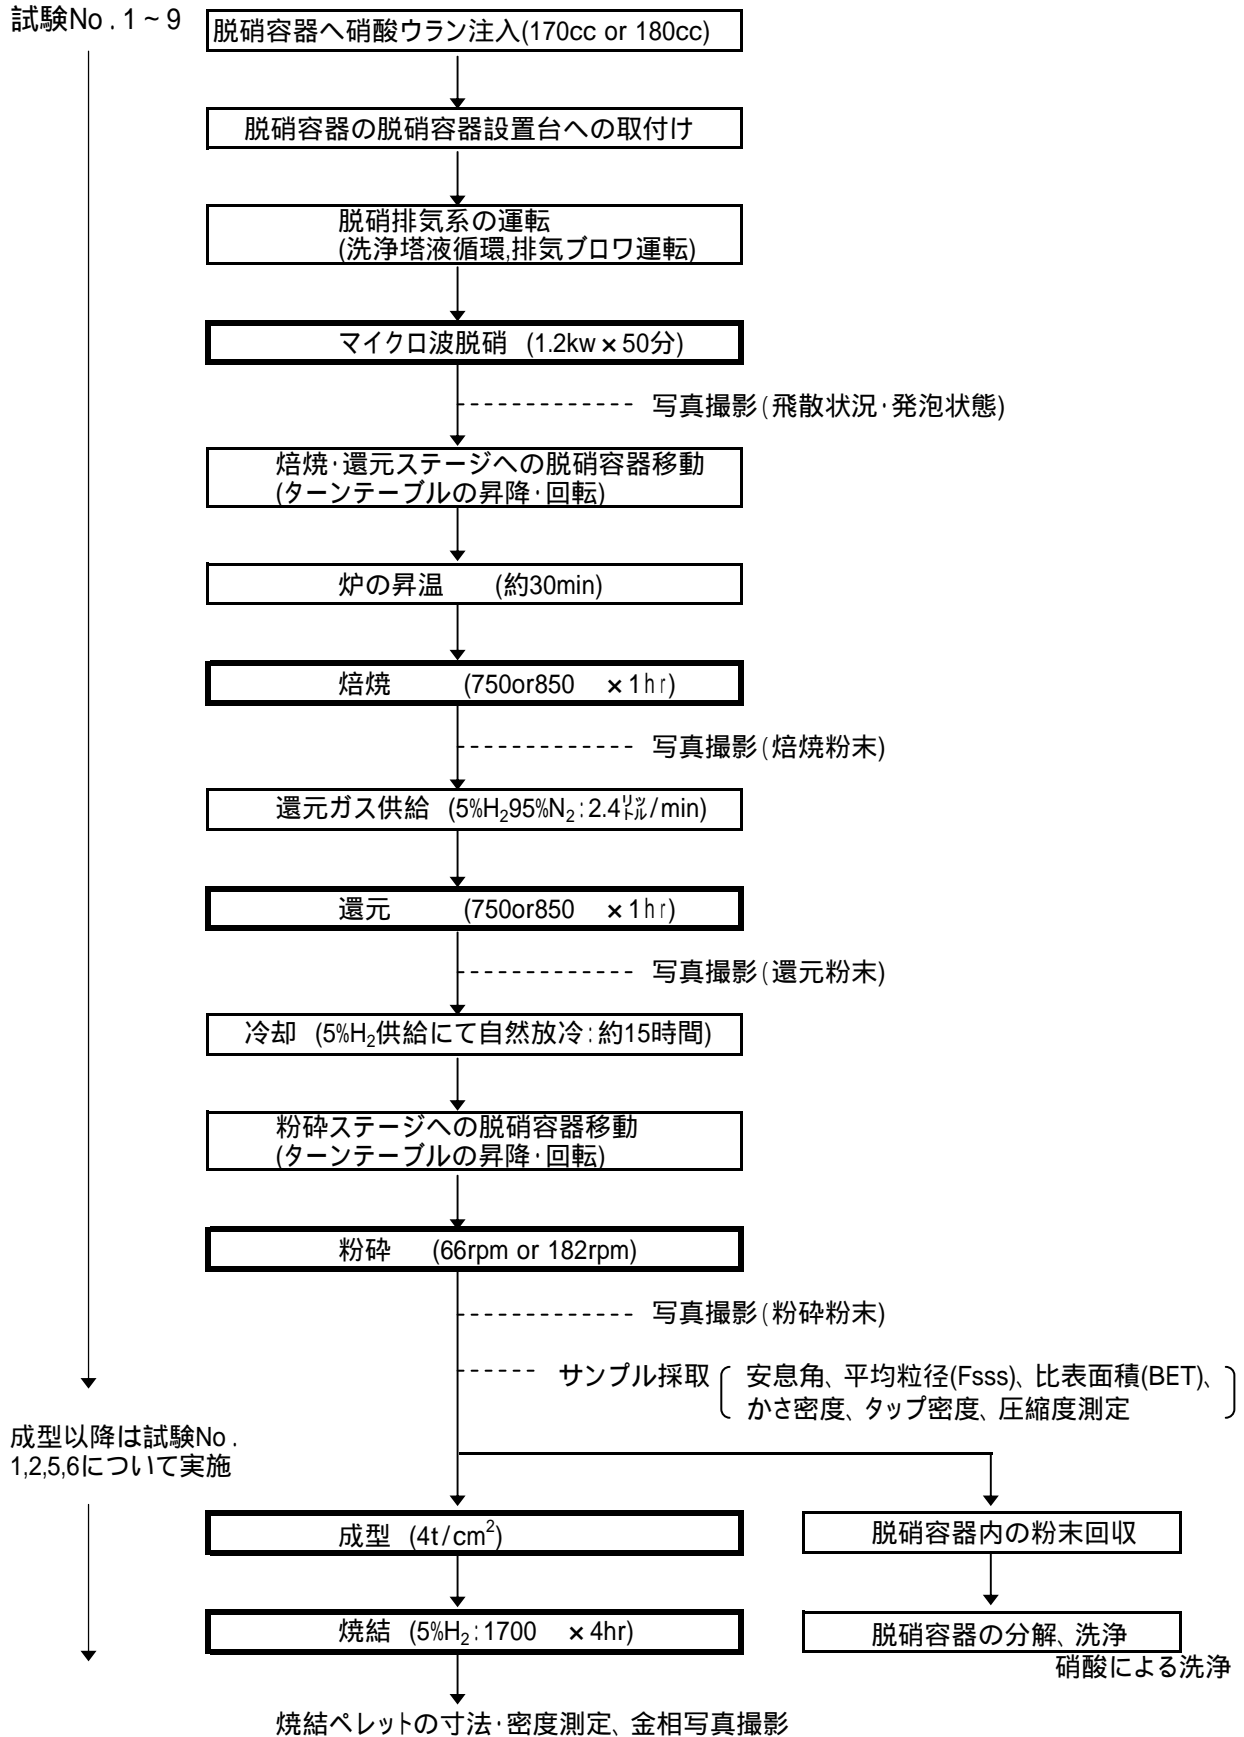 試験No．1～9
脱硝容器へ硝酸ウラン注入(170cc or 180cc)
脱硝容器の脱硝容器設置台への取付け
脱硝排気系の運転
(洗浄塔液循環,排気ブロワ運転)
マイクロ波脱硝 (1.2kw×50分)
写真撮影(飛散状況・発泡状態)
焙焼・還元ステージへの脱硝容器移動
(ターンテーブルの昇降・回転)
炉の昇温 (約30min)
焙焼 (750or850 ×1hr)
写真撮影(焙焼粉末)
還元ガス供給 (5%H₂95%N₂:2.4㍑/min)
還元 (750or850 ×1hr)
写真撮影(還元粉末)
冷却 (5%H₂供給にて自然放冷:約15時間)
粉砕ステージへの脱硝容器移動
(ターンテーブルの昇降・回転)
粉砕 (66rpm or 182rpm)
写真撮影(粉砕粉末)
サンプル採取 安息角、平均粒径(Fsss)、比表面積(BET)、
かさ密度、タップ密度、圧縮度測定
成型以降は試験No．
1,2,5,6について実施
成型 (4t/cm²)
脱硝容器内の粉末回収
焼結 (5%H₂:1700 ×4hr)
脱硝容器の分解、洗浄
硝酸による洗浄
焼結ペレットの寸法・密度測定、金相写真撮影